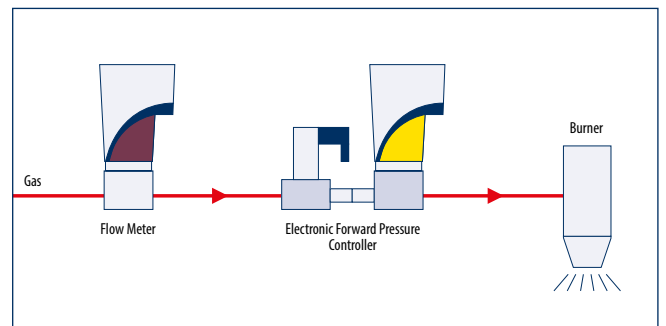 Burner
Gas
Flow Meter
Electronic Forward Pressure
Controller